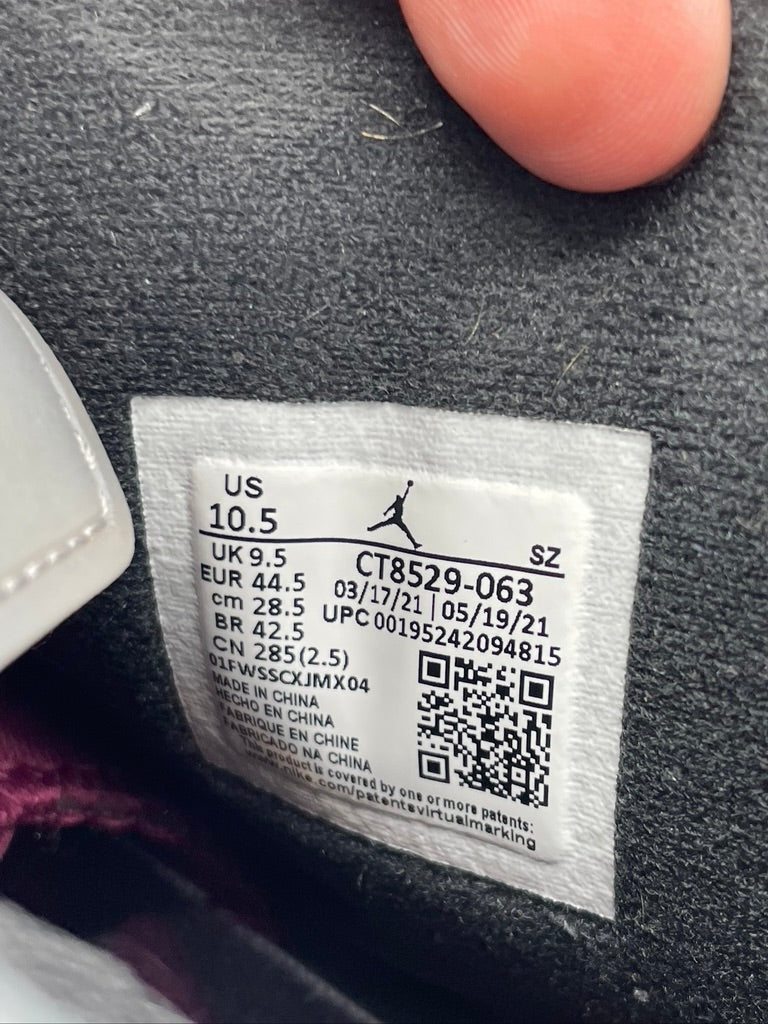 US
10.5
SZ
UK 9.5
EUR 44.5
cm 28.5
BR 42.5
CN 285(2.5)
CT8529-063
03/17/21 | 05/19/21
UPC 00195242094815
01FWSSCXJMX04
MADE IN CHINA
HECHO EN CHINA
FABRIQUE EN CHINE
FABRICADO NA CHINA
This product is covered by one or more patents:
www.nike.com/patentsvirtualmarking